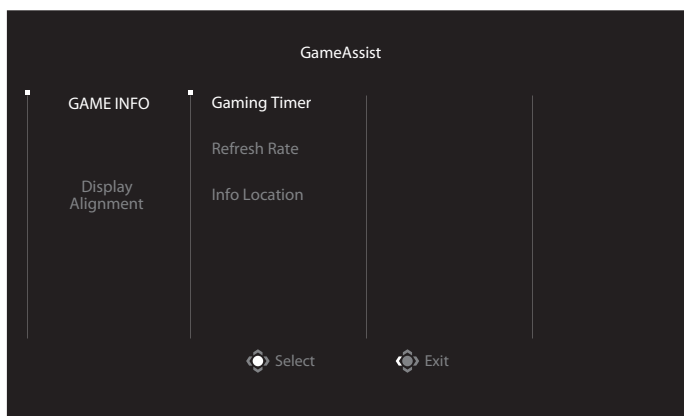 GameAssist
GAME INFO
Gaming Timer
Refresh Rate
Display
Alignment
Info Location
Select
Exit